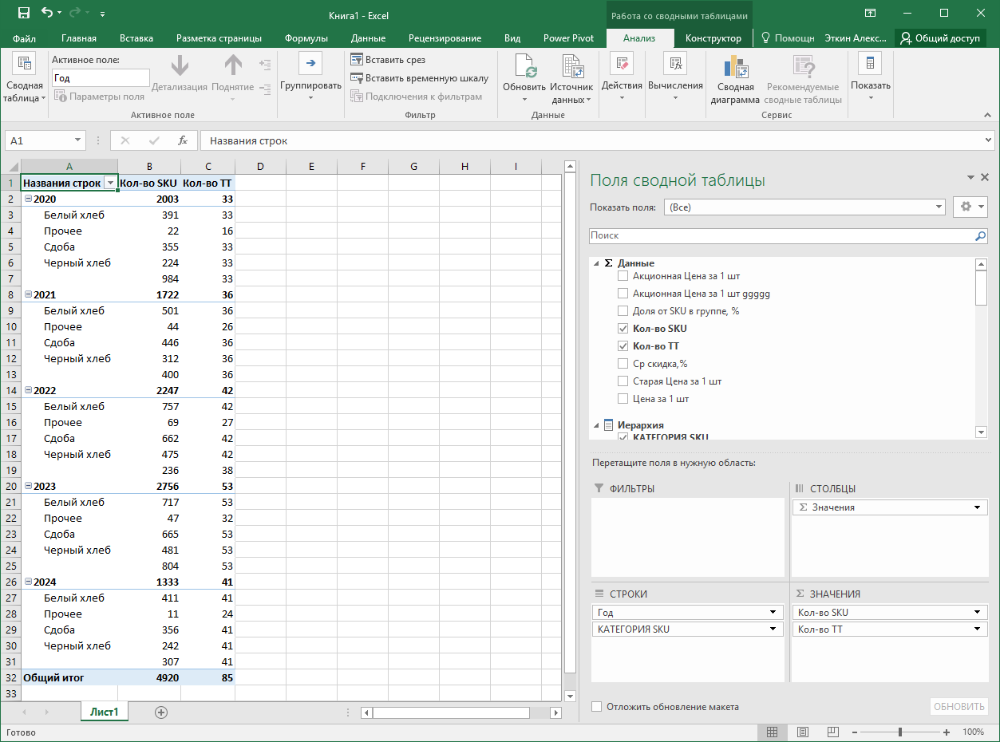 Книга1 - Excel
Работа со сводными таблицами
Файл Главная Вставка Разметка страницы Формулы Данные Рецензирование Вид Power Pivot Анализ Конструктор Помощн Эткин Алекс... Общий доступ
Сводная таблица
Активное поле:
Год
Параметры поля
Детализация
Поднятие
Активное поле
Группировать
Вставить срез
Вставить временную шкалу
Подключения к фильтрам
Фильтр
Обновить
Источник данных
Данные
Действия
Вычисления
Сводная диаграмма
Рекомендуемые сводные таблицы
Сервис
Показать
A1 fx Названия строк
A B C D E F G H I
1 Названия строк Кол-во SKU Кол-во ТТ
2 2020 2003 33
3 Белый хлеб 391 33
4 Прочее 22 16
5 Сдоба 355 33
6 Черный хлеб 224 33
7 984 33
8 2021 1722 36
9 Белый хлеб 501 36
10 Прочее 44 26
11 Сдоба 446 36
12 Черный хлеб 312 36
13 400 36
14 2022 2247 42
15 Белый хлеб 757 42
16 Прочее 69 27
17 Сдоба 662 42
18 Черный хлеб 475 42
19 236 38
20 2023 2756 53
21 Белый хлеб 717 53
22 Прочее 47 32
23 Сдоба 665 53
24 Черный хлеб 481 53
25 804 53
26 2024 1333 41
27 Белый хлеб 411 41
28 Прочее 11 24
29 Сдоба 356 41
30 Черный хлеб 242 41
31 307 41
32 Общий итог 4920 85
33
Лист1
Поля сводной таблицы
Показать поля: (Все)
Поиск
Σ Данные
Акционная Цена за 1 шт
Акционная Цена за 1 шт ggggg
Доля от SKU в группе, %
Кол-во SKU
Кол-во ТТ
Ср скидка,%
Старая Цена за 1 шт
Цена за 1 шт
Иерархия
КАТЕГОРИЯ SKU
Перетащите поля в нужную область:
ФИЛЬТРЫ
СТОЛБЦЫ
Σ Значения
СТРОКИ
Год
КАТЕГОРИЯ SKU
Σ ЗНАЧЕНИЯ
Кол-во SKU
Кол-во ТТ
Отложить обновление макета
ОБНОВИТЬ
Готово
100%